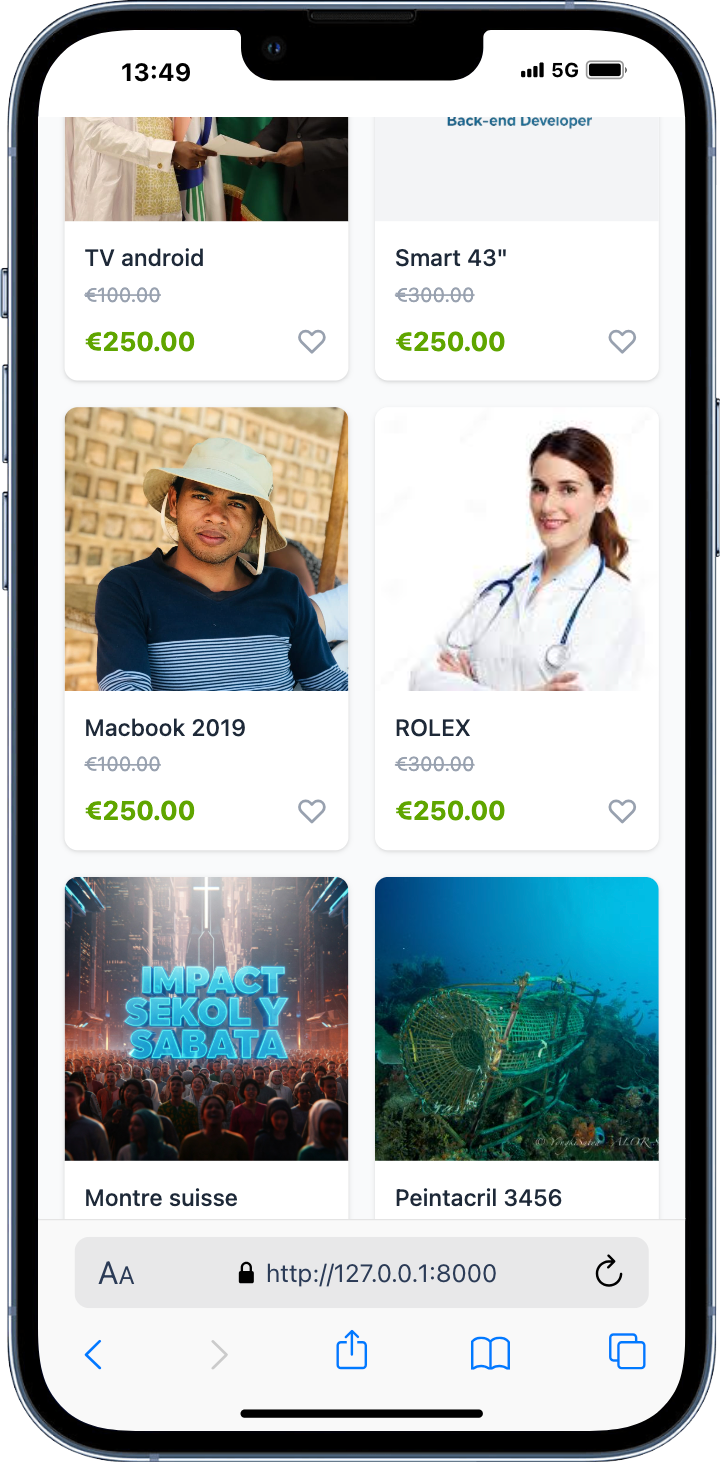 13:49
5G
Back-end Developer
TV android
€100.00
€250.00
Smart 43"
€300.00
€250.00
Macbook 2019
€100.00
€250.00
ROLEX
€300.00
€250.00
IMPACT
SEKOL Y
SABATA
Montre suisse
Peintacril 3456
AA
http://127.0.0.1:8000